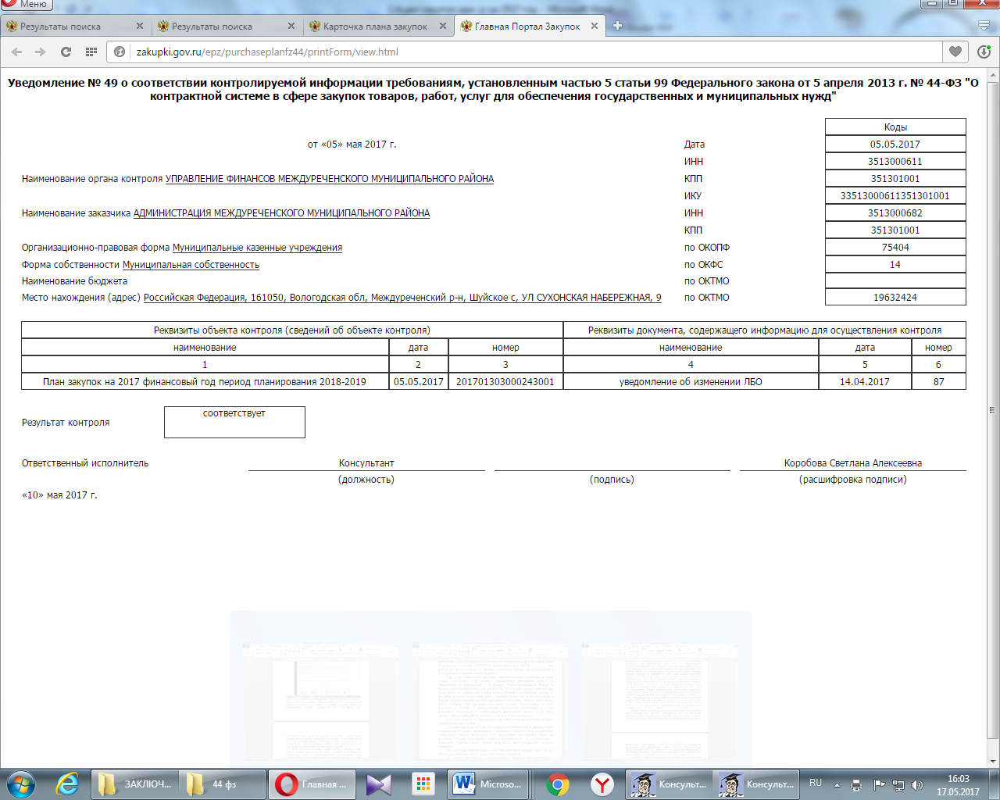 Меню
Результаты поиска
Результаты поиска
Карточка плана закупок
Главная Портал Закупок
zakupki.gov.ru/epz/purchaseplanfz44/printForm/view.html
Уведомление № 49 о соответствии контролируемой информации требованиям, установленным частью 5 статьи 99 Федерального закона от 5 апреля 2013 г. № 44-ФЗ "О
контрактной системе в сфере закупок товаров, работ, услуг для обеспечения государственных и муниципальных нужд"
Коды
от «05» мая 2017 г. Дата 05.05.2017
ИНН 3513000611
Наименование органа контроля УПРАВЛЕНИЕ ФИНАНСОВ МЕЖДУРЕЧЕНСКОГО МУНИЦИПАЛЬНОГО РАЙОНА КПП 351301001
ИКУ 33513000611351301001
Наименование заказчика АДМИНИСТРАЦИЯ МЕЖДУРЕЧЕНСКОГО МУНИЦИПАЛЬНОГО РАЙОНА ИНН 3513000682
КПП 351301001
Организационно-правовая форма Муниципальные казенные учреждения по ОКОПФ 75404
Форма собственности Муниципальная собственность по ОКФС 14
Наименование бюджета по ОКТМО
Место нахождения (адрес) Российская Федерация, 161050, Вологодская обл, Междуреченский р-н, Шуйское с, УЛ СУХОНСКАЯ НАБЕРЕЖНАЯ, 9 по ОКТМО 19632424
Реквизиты объекта контроля (сведений об объекте контроля) Реквизиты документа, содержащего информацию для осуществления контроля
наименование дата номер наименование дата номер
1 2 3 4 5 6
План закупок на 2017 финансовый год период планирования 2018-2019 05.05.2017 201701303000243001 уведомление об изменении ЛБО 14.04.2017 87
соответствует
Результат контроля
Ответственный исполнитель Консультант Коробова Светлана Алексеевна
(должность) (подпись) (расшифровка подписи)
«10» мая 2017 г.
ЗАКЛЮЧ...
44 фз
Главная ...
Microso...
Консульт...
Консульт...
RU
16:03
17.05.2017